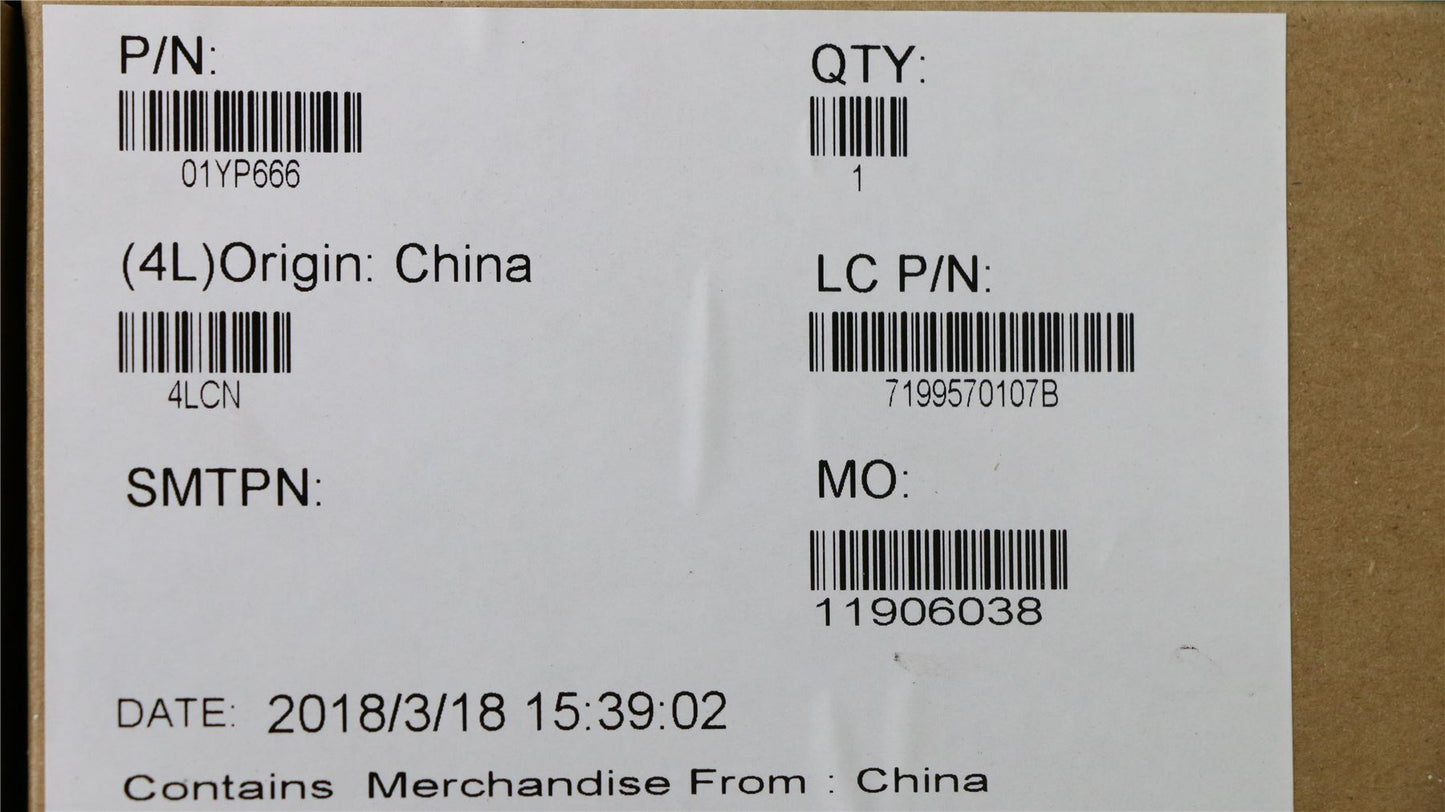 P/N:
01YP666
QTY:
1
(4L)Origin: China
4LCN
LC P/N:
7199570107B
SMTPN:
MO:
11906038
DATE: 2018/3/18 15:39:02
Contains Merchandise From : China